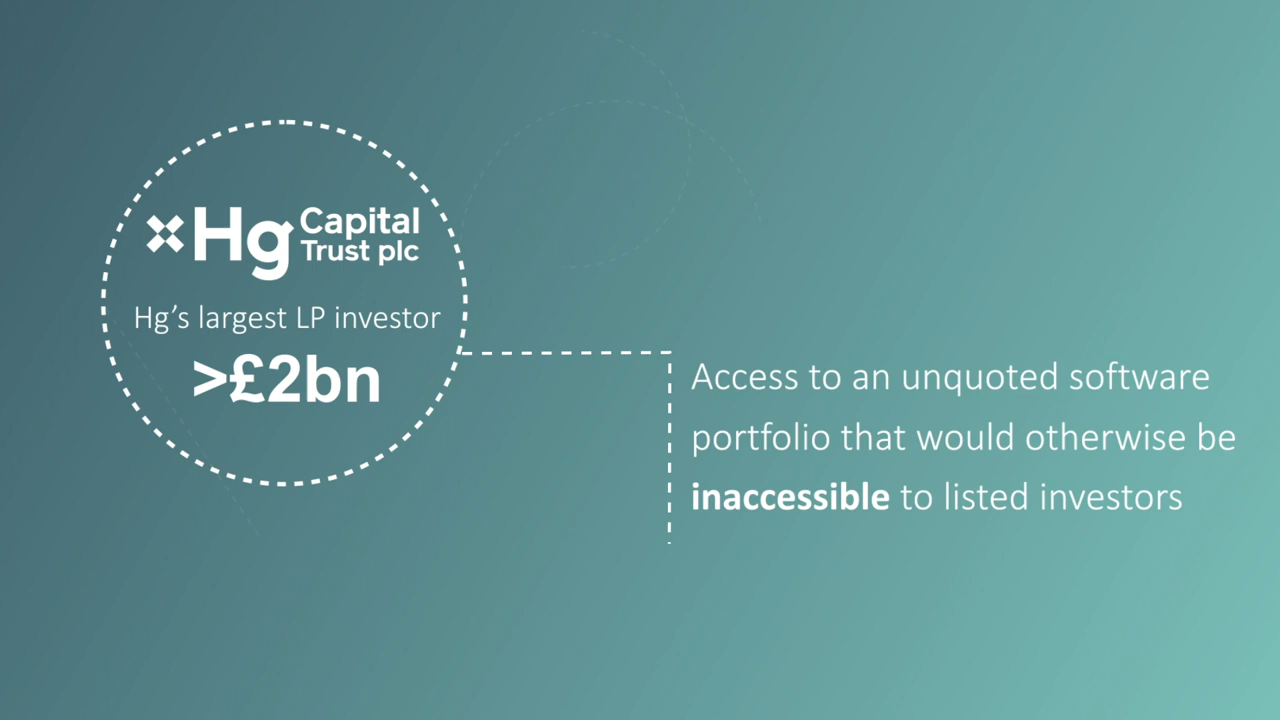 Hg Capital
Trust plc
Hg’s largest LP investor
>£2bn
Access to an unquoted software
portfolio that would otherwise be
inaccessible to listed investors